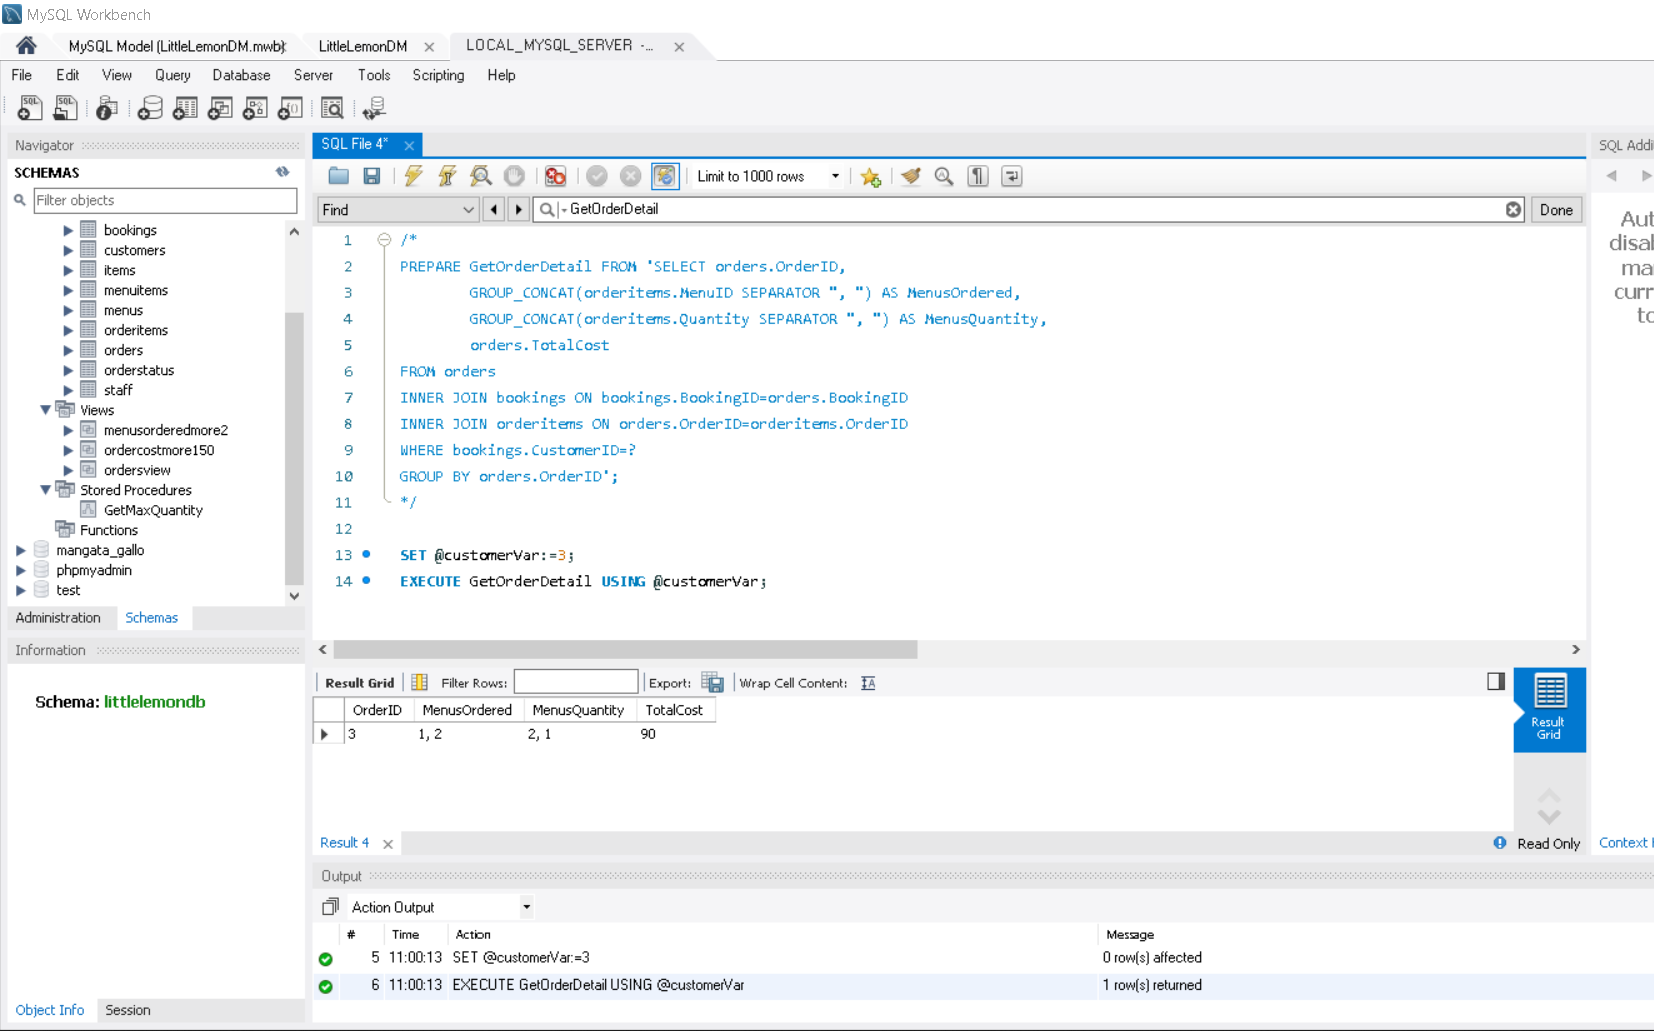 MySQL Workbench
MySQL Model (LittleLemonDM.mwb)
LittleLemonDM
LOCAL_MYSQL_SERVER -...
File Edit View Query Database Server Tools Scripting Help
Navigator
SCHEMAS
Filter objects
bookings
customers
items
menuitems
menus
orderitems
orders
orderstatus
staff
Views
menusorderedmore2
ordercostmore150
ordersview
Stored Procedures
GetMaxQuantity
Functions
mangata_gallo
phpmyadmin
test
Administration Schemas
Information
Schema: littlelemondb
Object Info Session
SQL File 4*
Limit to 1000 rows
Find GetOrderDetail Done
1 /*
2 PREPARE GetOrderDetail FROM 'SELECT orders.OrderID,
3 GROUP_CONCAT(orderitems.MenuID SEPARATOR ", ") AS MenusOrdered,
4 GROUP_CONCAT(orderitems.Quantity SEPARATOR ", ") AS MenusQuantity,
5 orders.TotalCost
6 FROM orders
7 INNER JOIN bookings ON bookings.BookingID=orders.BookingID
8 INNER JOIN orderitems ON orders.OrderID=orderitems.OrderID
9 WHERE bookings.CustomerID=?
10 GROUP BY orders.OrderID';
11 */
12
13 SET @customerVar:=3;
14 EXECUTE GetOrderDetail USING @customerVar;
Result Grid Filter Rows: Export: Wrap Cell Content:
OrderID MenusOrdered MenusQuantity TotalCost
3 1, 2 2, 1 90
Result
Grid
Result 4
Read Only
Output
Action Output
# Time Action Message
5 11:00:13 SET @customerVar:=3 0 row(s) affected
6 11:00:13 EXECUTE GetOrderDetail USING @customerVar 1 row(s) returned
SQL Addi
Aut
disal
ma
curr
to
Context